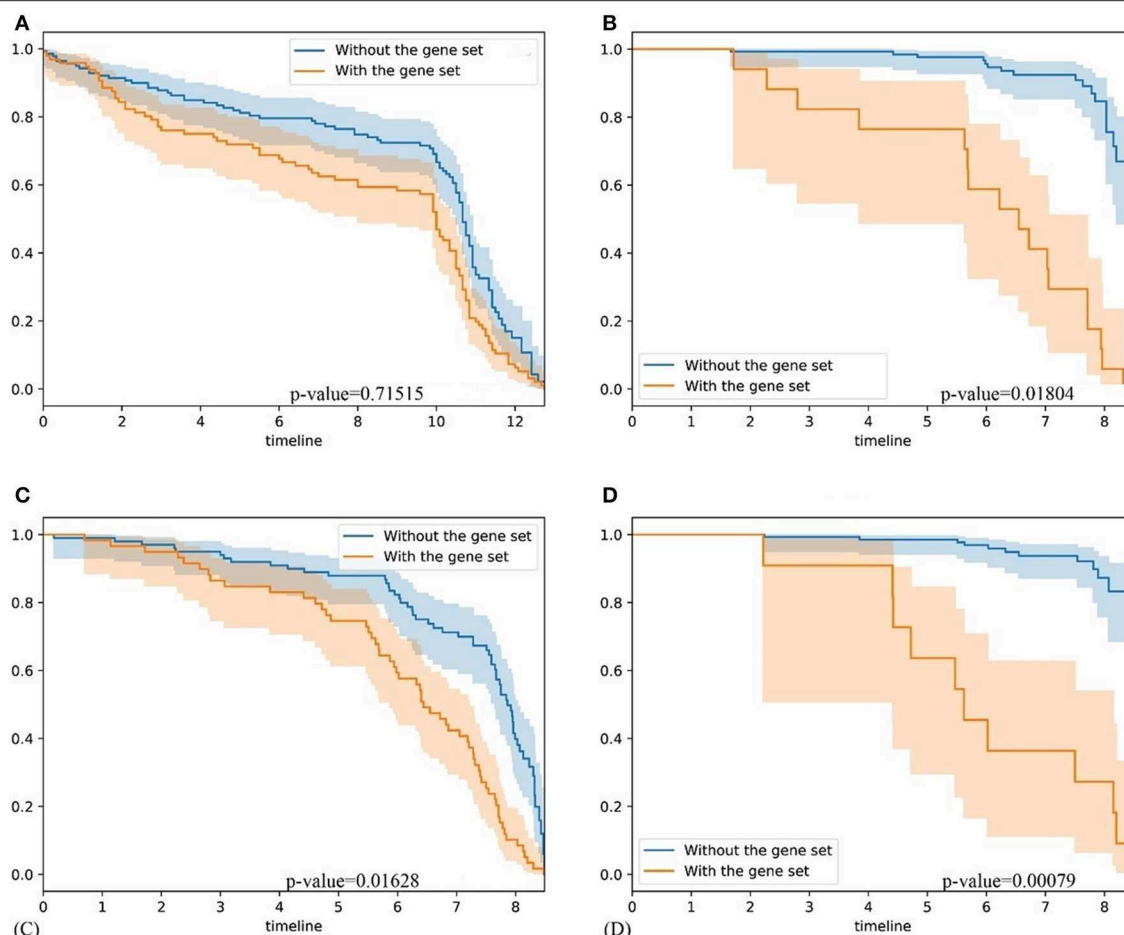 A
Without the gene set
With the gene set
1.0
0.8
0.6
0.4
0.2
0.0
p-value=0.71515
0 2 4 6 8 10 12
timeline
B
1.0
0.8
0.6
0.4
0.2
0.0
Without the gene set
With the gene set
p-value=0.01804
0 1 2 3 4 5 6 7 8
timeline
C
Without the gene set
With the gene set
1.0
0.8
0.6
0.4
0.2
0.0
p-value=0.01628
0 1 2 3 4 5 6 7 8
timeline
(C)
D
1.0
0.8
0.6
0.4
0.2
0.0
Without the gene set
With the gene set
p-value=0.00079
0 1 2 3 4 5 6 7 8
timeline
(D)